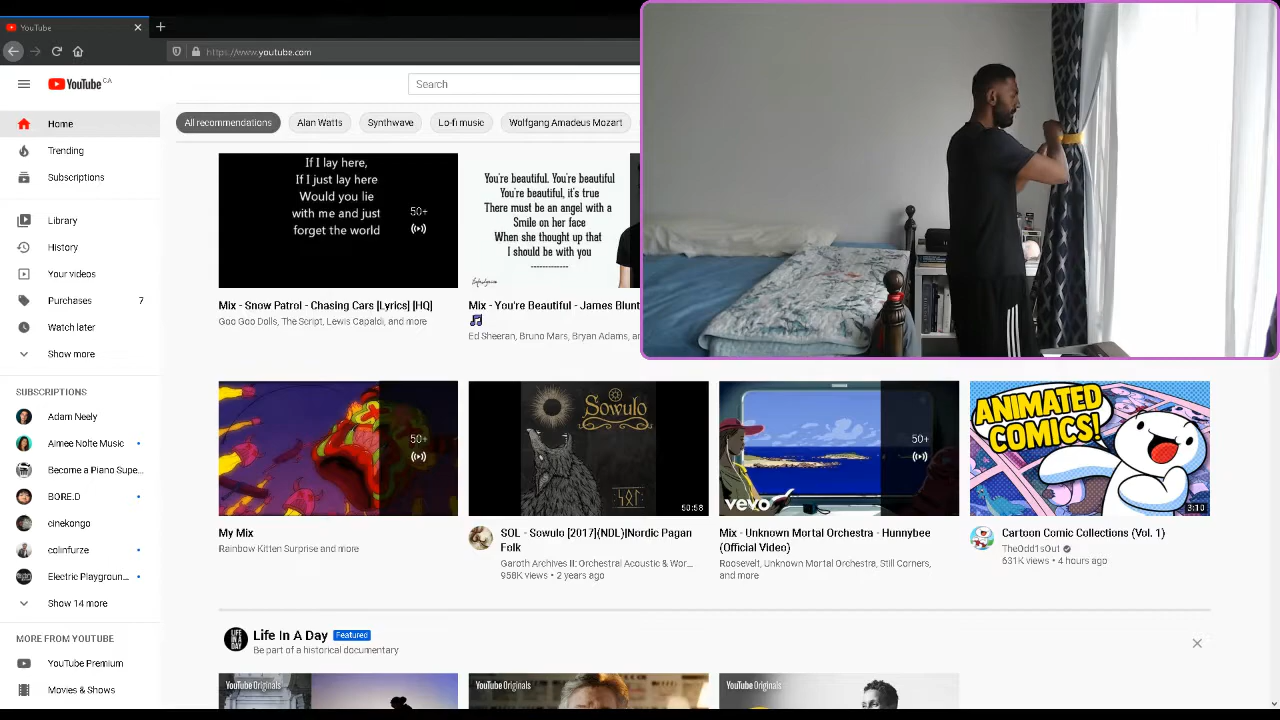 YouTube
https://www.youtube.com
YouTube CA
Search
Home
Trending
Subscriptions
Library
History
Your videos
Purchases 7
Watch later
Show more
SUBSCRIPTIONS
Adam Neely
Aimee Nolte Music
Become a Piano Supe...
BORE.D
cinekongo
colinfurze
Electric Playgroun...
Show 14 more
MORE FROM YOUTUBE
YouTube Premium
Movies & Shows
All recommendations
Alan Watts
Synthwave
Lo-fi music
Wolfgang Amadeus Mozart
If I lay here,
If I just lay here
Would you lie
with me and just
forget the world
50+
Mix - Snow Patrol - Chasing Cars [Lyrics] [HQ]
Goo Goo Dolls, The Script, Lewis Capaldi, and more
You're beautiful. You're beautiful
You're beautiful, it's true
There must be an angel with a
Smile on her face
When she thought up that
I should be with you
Mix - You're Beautiful - James Blunt
Ed Sheeran, Bruno Mars, Bryan Adams, an
50+
My Mix
Rainbow Kitten Surprise and more
Sowulo
SOL
50:58
SOL - Sowulo [2017](NDL)|Nordic Pagan
Folk
Garoth Archives II: Orchestral Acoustic & Wor...
958K views • 2 years ago
50+
vevo
Mix - Unknown Mortal Orchestra - Hunnybee
(Official Video)
Roosevelt, Unknown Mortal Orchestra, Still Corners,
and more
ANIMATED
COMICS!
3:10
Cartoon Comic Collections (Vol. 1)
TheOdd1sOut
631K views • 4 hours ago
LIFE IN A DAY
Life In A Day Featured
Be part of a historical documentary
YouTube Originals
YouTube Originals
YouTube Originals